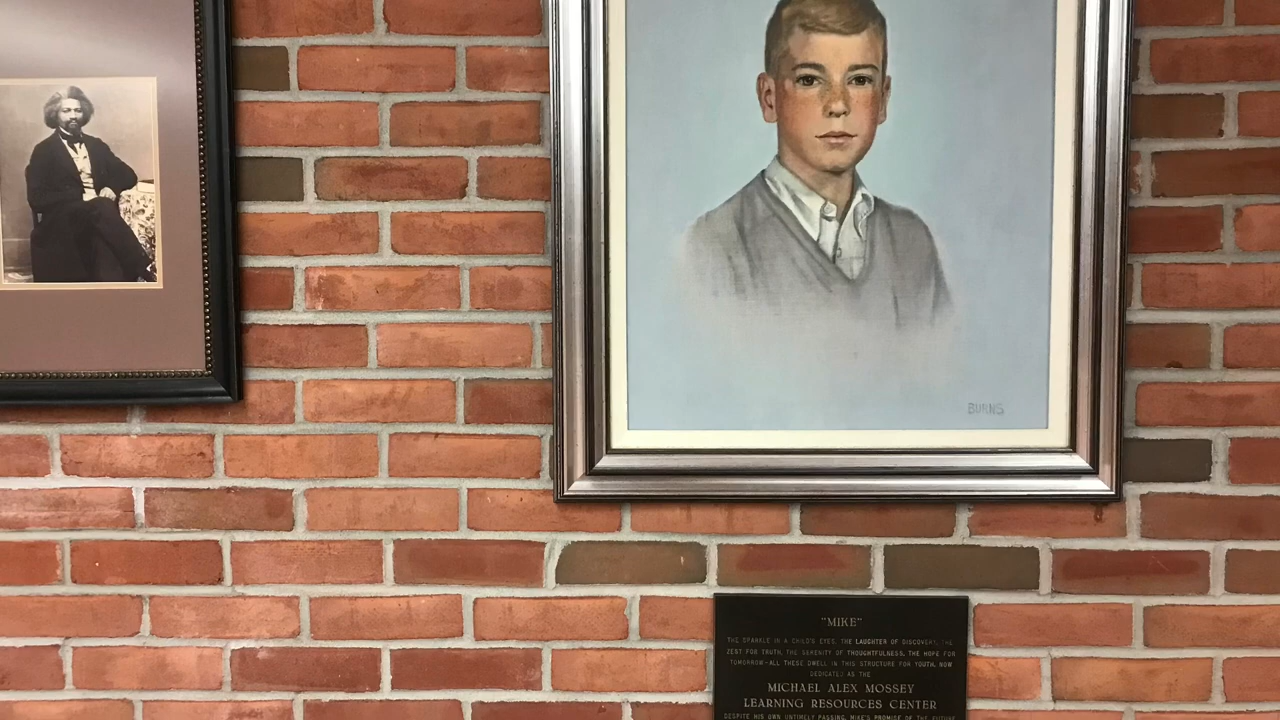 BURNS
"MIKE"
THE SPARKLE IN A CHILD'S EYES, THE LAUGHTER OF DISCOVERY, THE
ZEST FOR TRUTH, THE SERENITY OF THOUGHTFULNESS, THE HOPE FOR
TOMORROW—ALL THESE DWELL IN THIS STRUCTURE FOR YOUTH, NOW
DEDICATED AS THE
MICHAEL ALEX MOSSEY
LEARNING RESOURCES CENTER
DESPITE HIS OWN UNTIMELY PASSING, MIKE'S PROMISE OF THE FUTURE